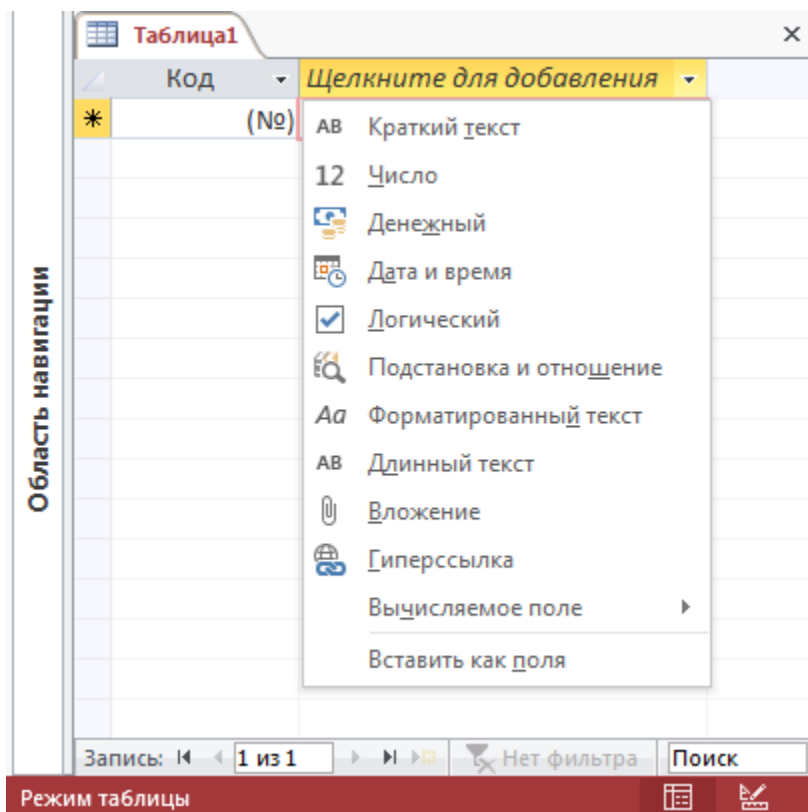 Таблица1
Код
Щелкните для добавления
(№)
AB Краткий текст
12 Число
Денежный
Дата и время
Логический
Подстановка и отношение
Aa Форматированный текст
AB Длинный текст
Вложение
Гиперссылка
Вычисляемое поле
Вставить как поля
Область навигации
Запись: 1 из 1 Нет фильтра Поиск
Режим таблицы